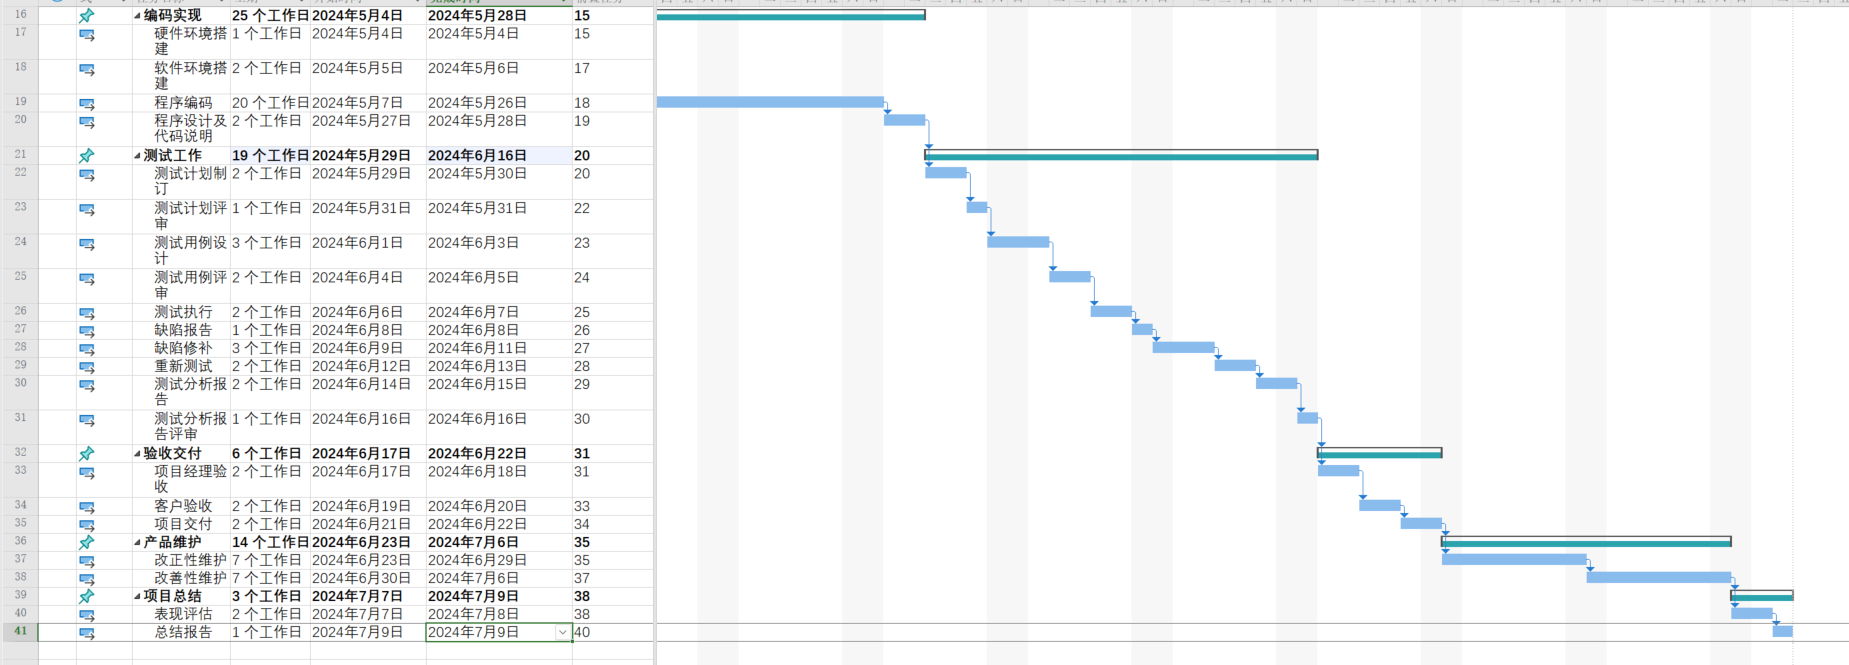 16 编码实现 25 个工作日 2024年5月4日 2024年5月28日 15
17 硬件环境搭 1 个工作日 2024年5月4日 2024年5月4日 15
建
18 软件环境搭 2 个工作日 2024年5月5日 2024年5月6日 17
建
19 程序编码 20 个工作日 2024年5月7日 2024年5月26日 18
20 程序设计及 2 个工作日 2024年5月27日 2024年5月28日 19
代码说明
21 测试工作 19 个工作日 2024年5月29日 2024年6月16日 20
22 测试计划制 2 个工作日 2024年5月29日 2024年5月30日 20
订
23 测试计划评 1 个工作日 2024年5月31日 2024年5月31日 22
审
24 测试用例设 3 个工作日 2024年6月1日 2024年6月3日 23
计
25 测试用例评 2 个工作日 2024年6月4日 2024年6月5日 24
审
26 测试执行 2 个工作日 2024年6月6日 2024年6月7日 25
27 缺陷报告 1 个工作日 2024年6月8日 2024年6月8日 26
28 缺陷修补 3 个工作日 2024年6月9日 2024年6月11日 27
29 重新测试 2 个工作日 2024年6月12日 2024年6月13日 28
30 测试分析报 2 个工作日 2024年6月14日 2024年6月15日 29
告
31 测试分析报 1 个工作日 2024年6月16日 2024年6月16日 30
告评审
32 验收交付 6 个工作日 2024年6月17日 2024年6月22日 31
33 项目经理验 2 个工作日 2024年6月17日 2024年6月18日 31
收
34 客户验收 2 个工作日 2024年6月19日 2024年6月20日 33
35 项目交付 2 个工作日 2024年6月21日 2024年6月22日 34
36 产品维护 14 个工作日 2024年6月23日 2024年7月6日 35
37 改正性维护 7 个工作日 2024年6月23日 2024年6月29日 35
38 改善性维护 7 个工作日 2024年6月30日 2024年7月6日 37
39 项目总结 3 个工作日 2024年7月7日 2024年7月9日 38
40 表现评估 2 个工作日 2024年7月7日 2024年7月8日 38
41 总结报告 1 个工作日 2024年7月9日 2024年7月9日 40